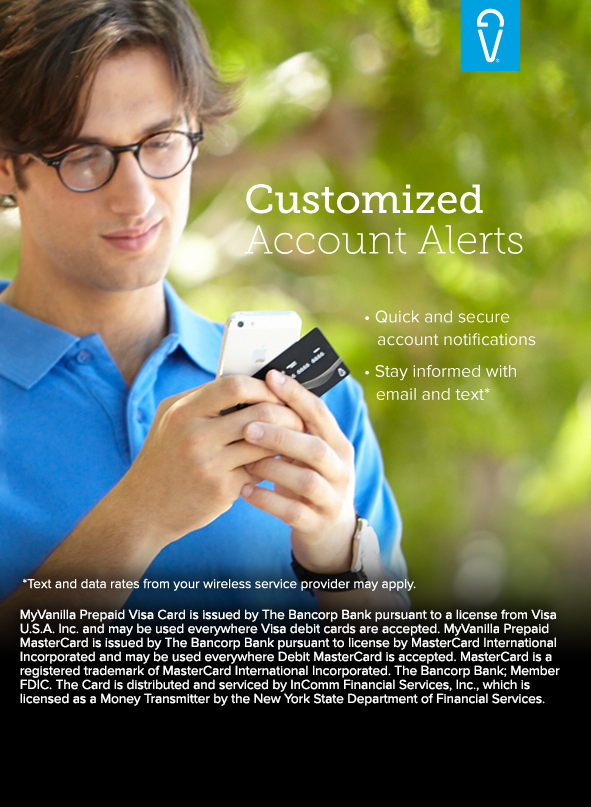 Customized
Account Alerts
• Quick and secure
account notifications
• Stay informed with
email and text*
*Text and data rates from your wireless service provider may apply.
MyVanilla Prepaid Visa Card is issued by The Bancorp Bank pursuant to a license from Visa
U.S.A. Inc. and may be used everywhere Visa debit cards are accepted. MyVanilla Prepaid
MasterCard is issued by The Bancorp Bank pursuant to license by MasterCard International
Incorporated and may be used everywhere Debit MasterCard is accepted. MasterCard is a
registered trademark of MasterCard International Incorporated. The Bancorp Bank; Member
FDIC. The Card is distributed and serviced by InComm Financial Services, Inc., which is
licensed as a Money Transmitter by the New York State Department of Financial Services.